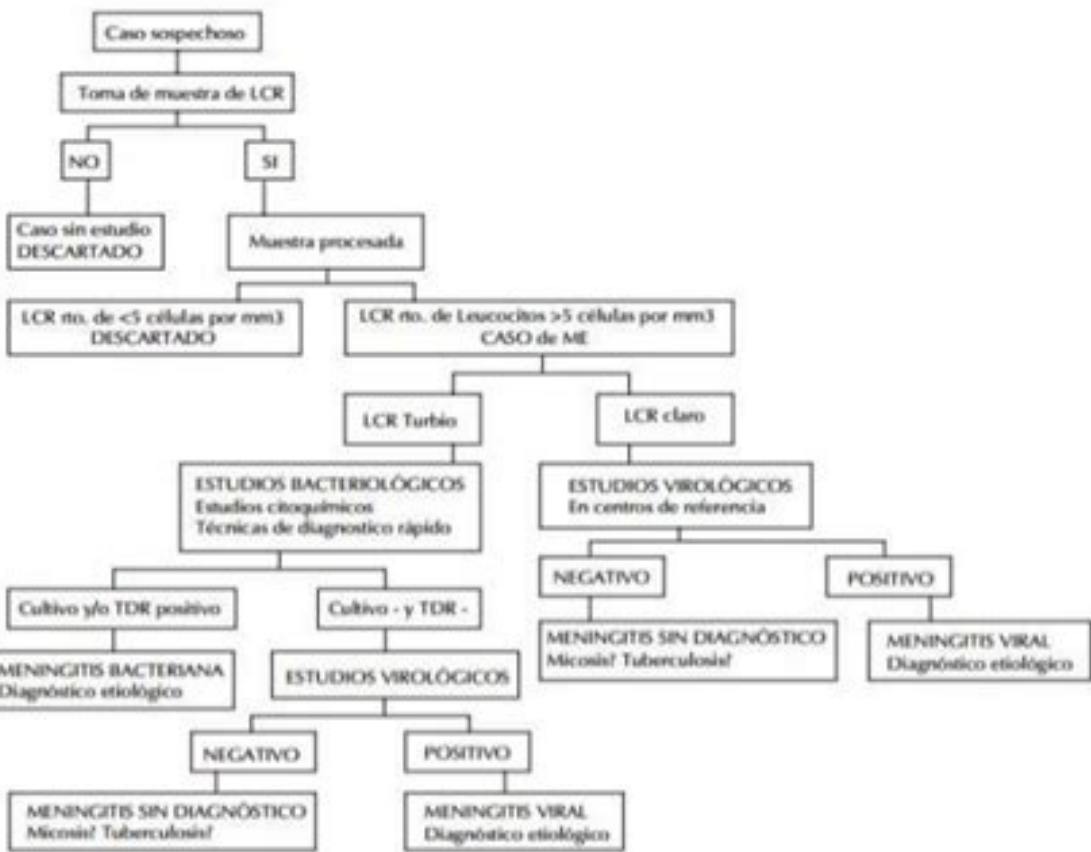 Caso sospechoso
Toma de muestra de LCR
NO
SI
Caso sin estudio
DESCARTADO
Muestra procesada
LCR rto. de <5 células por mm3
DESCARTADO
LCR rto. de Leucocitos >5 células por mm3
CASO de ME
LCR Turbio
LCR claro
ESTUDIOS BACTERIOLÓGICOS
Estudios citoquímicos
Técnicas de diagnostico rápido
ESTUDIOS VIROLÓGICOS
En centros de referencia
NEGATIVO
POSITIVO
Cultivo y/o TDR positivo
Cultivo - y TDR -
MENINGITIS SIN DIAGNÓSTICO
Micosis? Tuberculosis?
MENINGITIS VIRAL
Diagnóstico etiológico
MENINGITIS BACTERIANA
Diagnóstico etiológico
ESTUDIOS VIROLÓGICOS
NEGATIVO
POSITIVO
MENINGITIS SIN DIAGNÓSTICO
Micosis? Tuberculosis?
MENINGITIS VIRAL
Diagnóstico etiológico